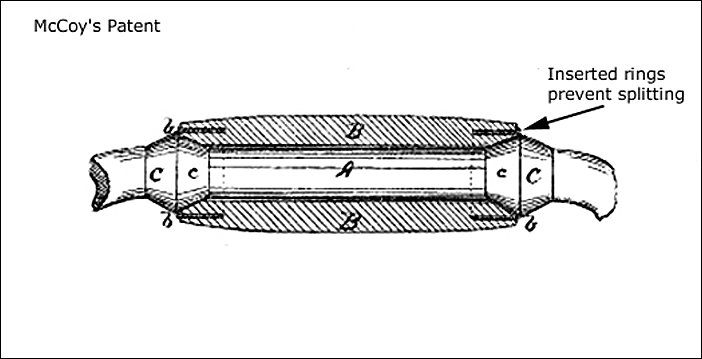 McCoy's Patent
Inserted rings
prevent splitting
b
B
C
c
A
c
C
b
B
b